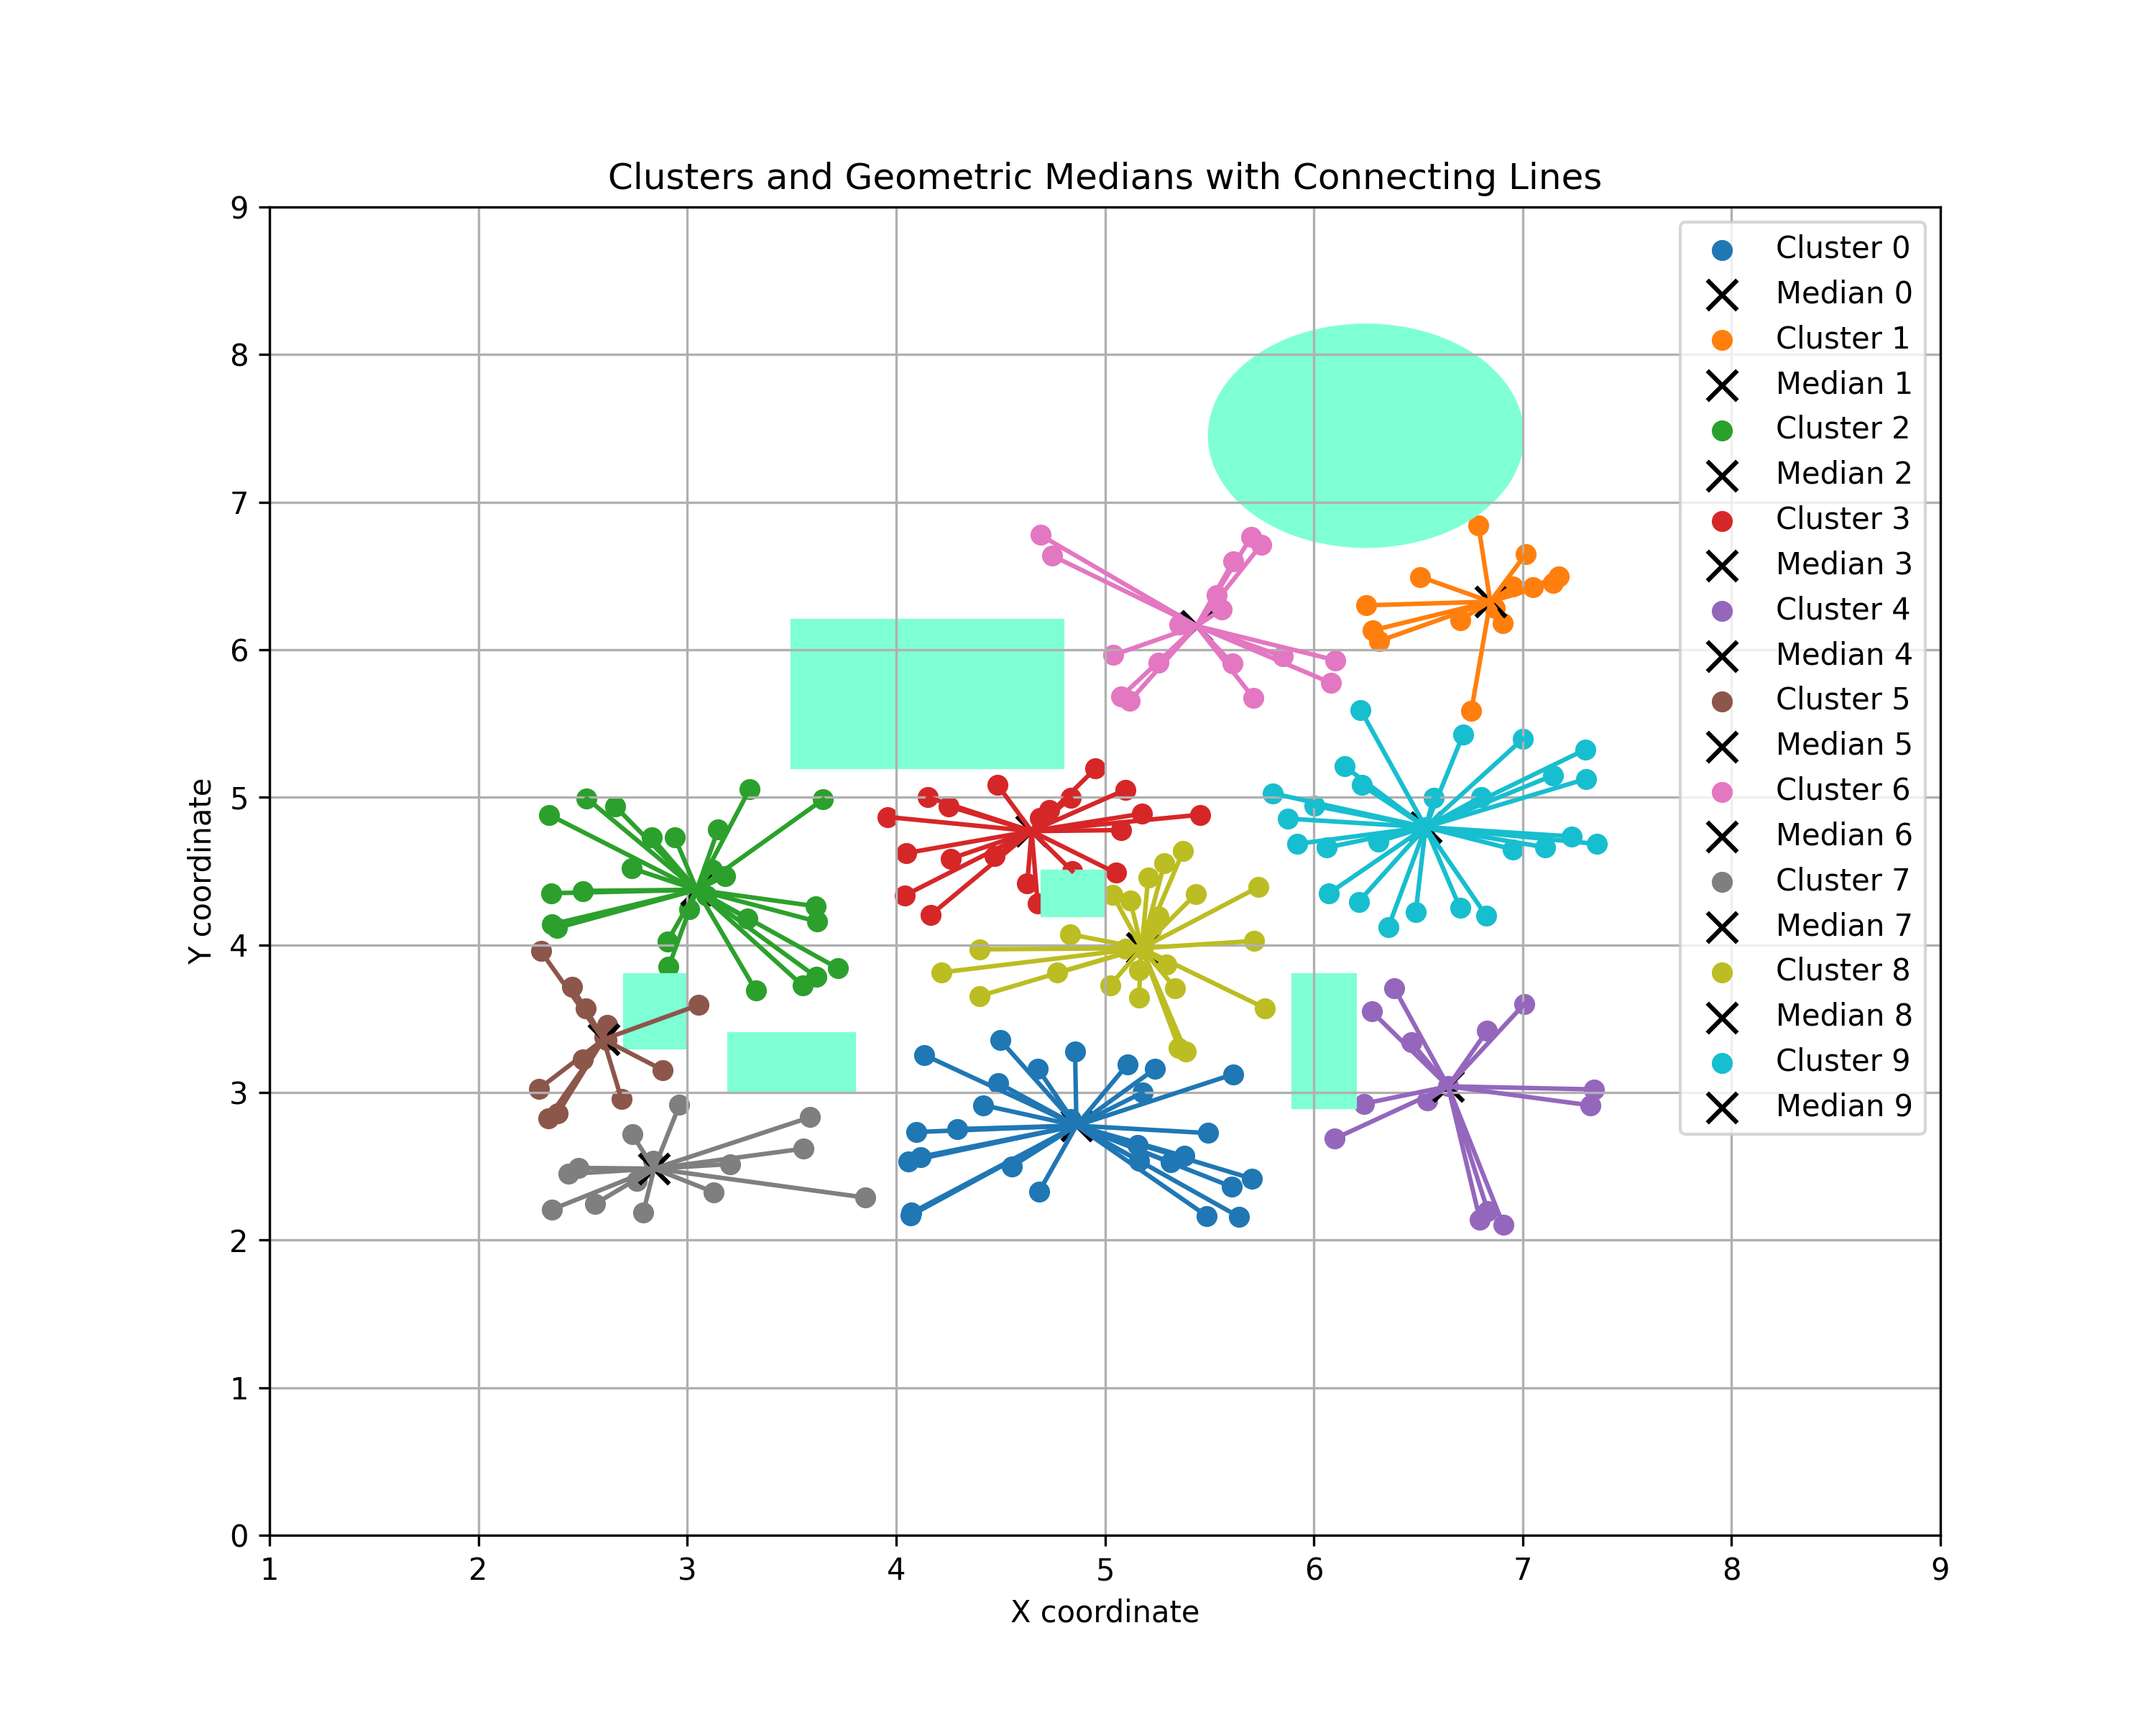 Clusters and Geometric Medians with Connecting Lines
9
8
7
6
5
4
3
2
1
0
Y coordinate
1 2 3 4 5 6 7 8 9
X coordinate
Cluster 0
Median 0
Cluster 1
Median 1
Cluster 2
Median 2
Cluster 3
Median 3
Cluster 4
Median 4
Cluster 5
Median 5
Cluster 6
Median 6
Cluster 7
Median 7
Cluster 8
Median 8
Cluster 9
Median 9